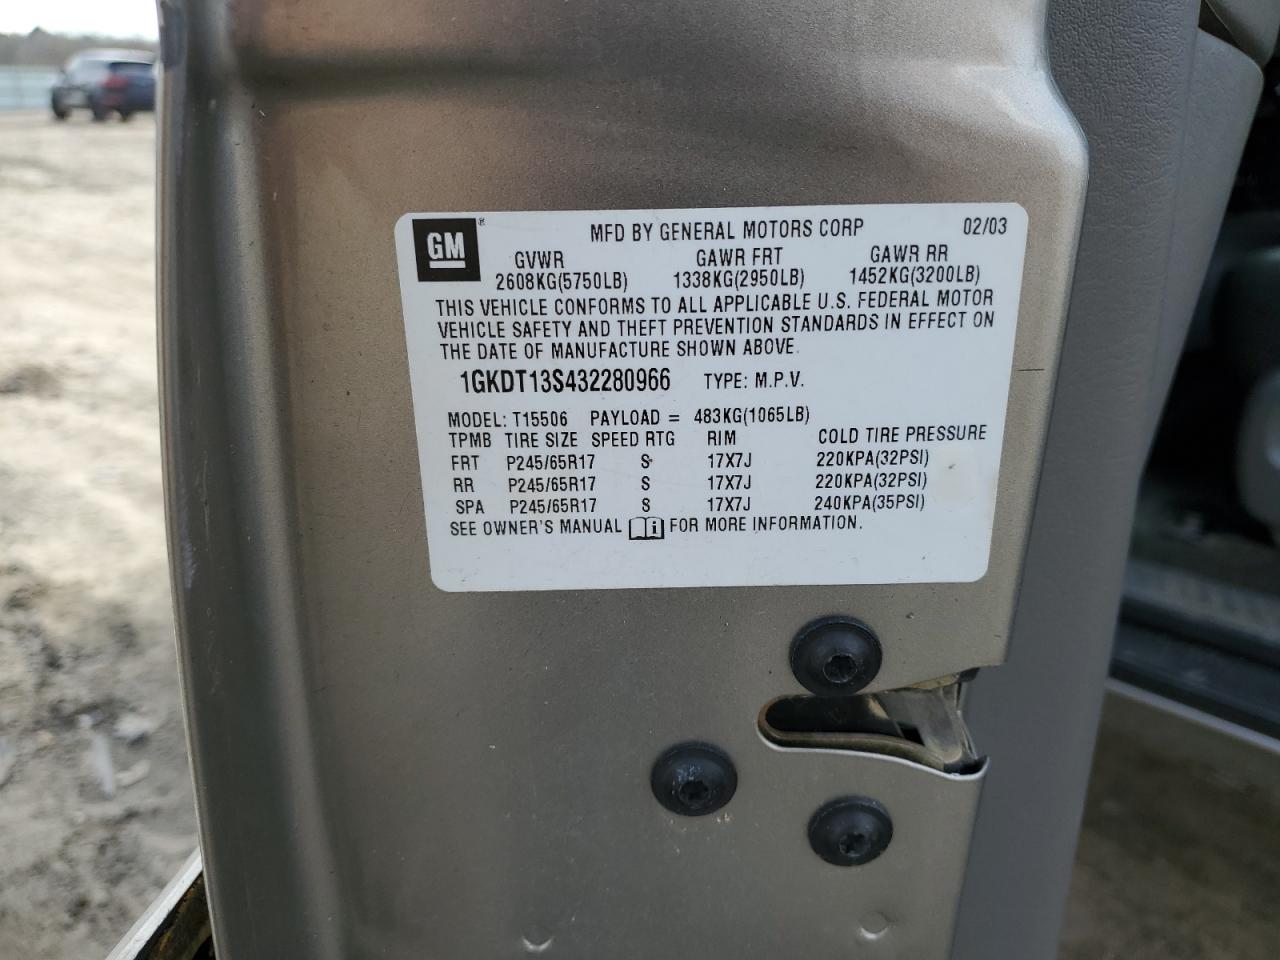 GM® MFD BY GENERAL MOTORS CORP 02/03
GVWR GAWR FRT GAWR RR
2608KG(5750LB) 1338KG(2950LB) 1452KG(3200LB)
THIS VEHICLE CONFORMS TO ALL APPLICABLE U.S. FEDERAL MOTOR
VEHICLE SAFETY AND THEFT PREVENTION STANDARDS IN EFFECT ON
THE DATE OF MANUFACTURE SHOWN ABOVE.
1GKDT13S432280966 TYPE: M.P.V.
MODEL: T15506 PAYLOAD = 483KG(1065LB)
TPMB TIRE SIZE SPEED RTG RIM COLD TIRE PRESSURE
FRT P245/65R17 S 17X7J 220KPA(32PSI)
RR P245/65R17 S 17X7J 220KPA(32PSI)
SPA P245/65R17 S 17X7J 240KPA(35PSI)
SEE OWNER'S MANUAL i FOR MORE INFORMATION.